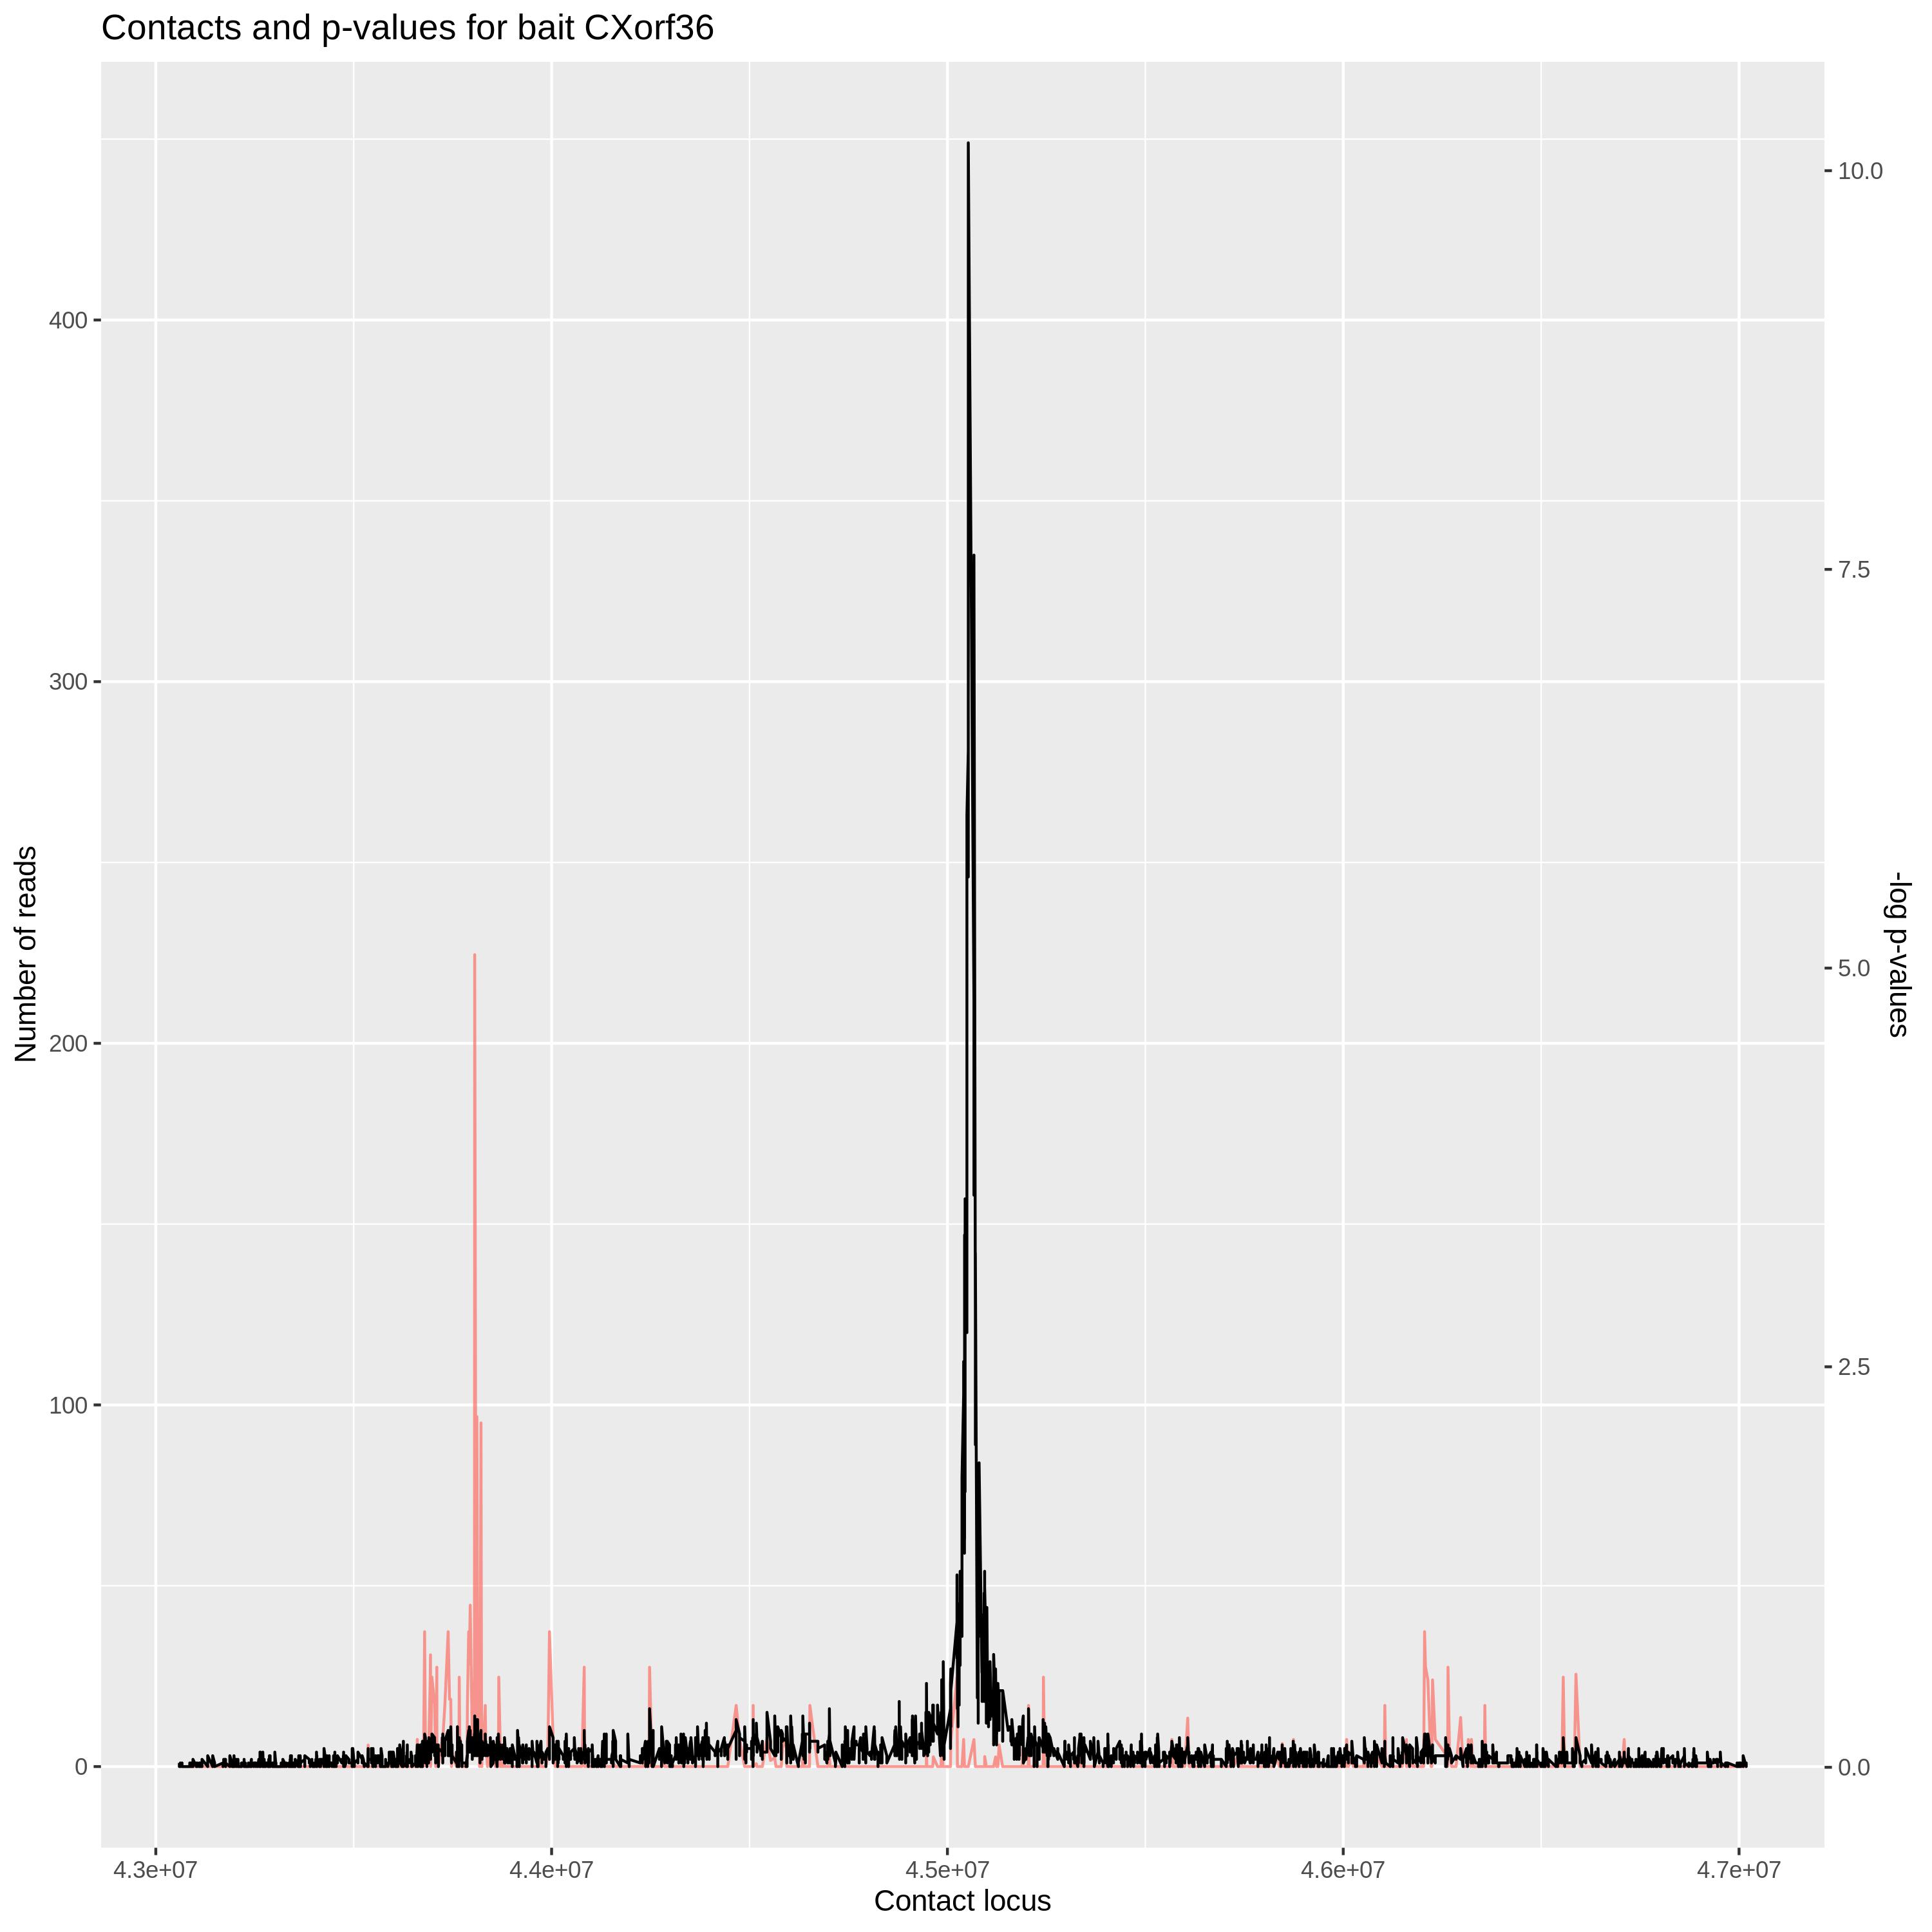 Contacts and p-values for bait CXorf36
Number of reads
400
300
200
100
0
10.0
7.5
5.0
2.5
0.0
-log p-values
4.3e+07
4.4e+07
4.5e+07
4.6e+07
4.7e+07
Contact locus